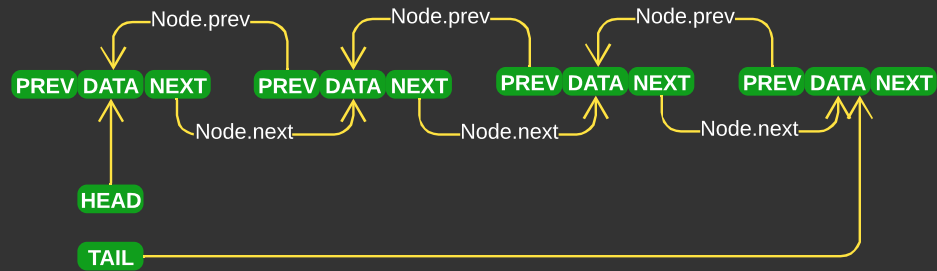 Node.prev Node.prev Node.prev
PREV DATA NEXT PREV DATA NEXT PREV DATA NEXT PREV DATA NEXT
Node.next Node.next Node.next
HEAD
TAIL